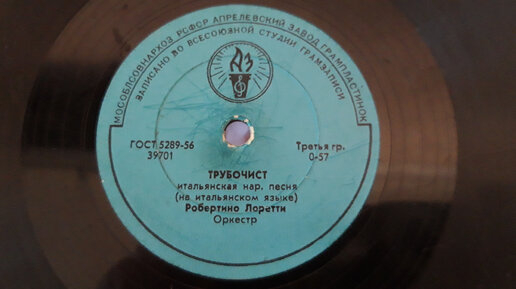 МОСОБЛСОВНАРХОЗ РСФСР АПРЕЛЕВСКИЙ ЗАВОД ГРАМПЛАСТИНОК
ЗАПИСАНО ВО ВСЕСОЮЗНОЙ СТУДИИ ГРАМЗАПИСИ
АЗ
ГОСТ 5289-56
39701
Третья гр.
0-57
ТРУБОЧИСТ
итальянская нар. песня
(на итальянском языке)
Робертино Лоретти
Оркестр